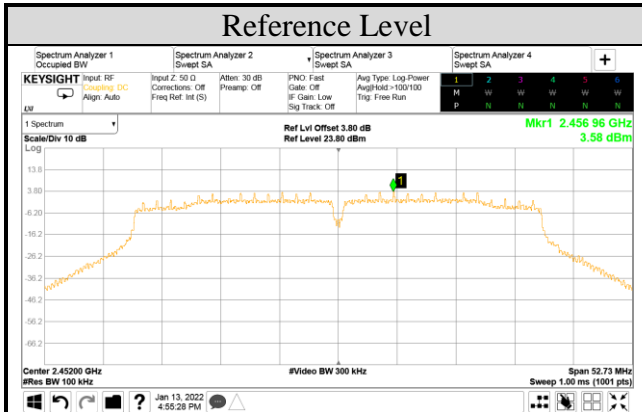 Reference Level
Spectrum Analyzer 1
Occupied BW
Spectrum Analyzer 2
Swept SA
Spectrum Analyzer 3
Swept SA
Spectrum Analyzer 4
Swept SA
+
KEYSIGHT
Input: RF
Coupling: DC
Align: Auto
Input Z: 50 Ω
Corrections: Off
Freq Ref: Int (S)
Atten: 30 dB
Preamp: Off
PNO: Fast
Gate: Off
IF Gain: Low
Sig Track: Off
Avg Type: Log-Power
Avg|Hold:>100/100
Trig: Free Run
1 2 3 4 5 6
M W W W W W
P N N N N N
LXI
1 Spectrum
Scale/Div 10 dB
Log
Ref Lvl Offset 3.80 dB
Ref Level 23.80 dBm
Mkr1 2.456 96 GHz
3.58 dBm
1
13.8
3.80
-6.20
-16.2
-26.2
-36.2
-46.2
-56.2
-66.2
Center 2.45200 GHz
#Res BW 100 kHz
#Video BW 300 kHz
Span 52.73 MHz
Sweep 1.00 ms (1001 pts)
?
Jan 13, 2022
4:55:28 PM